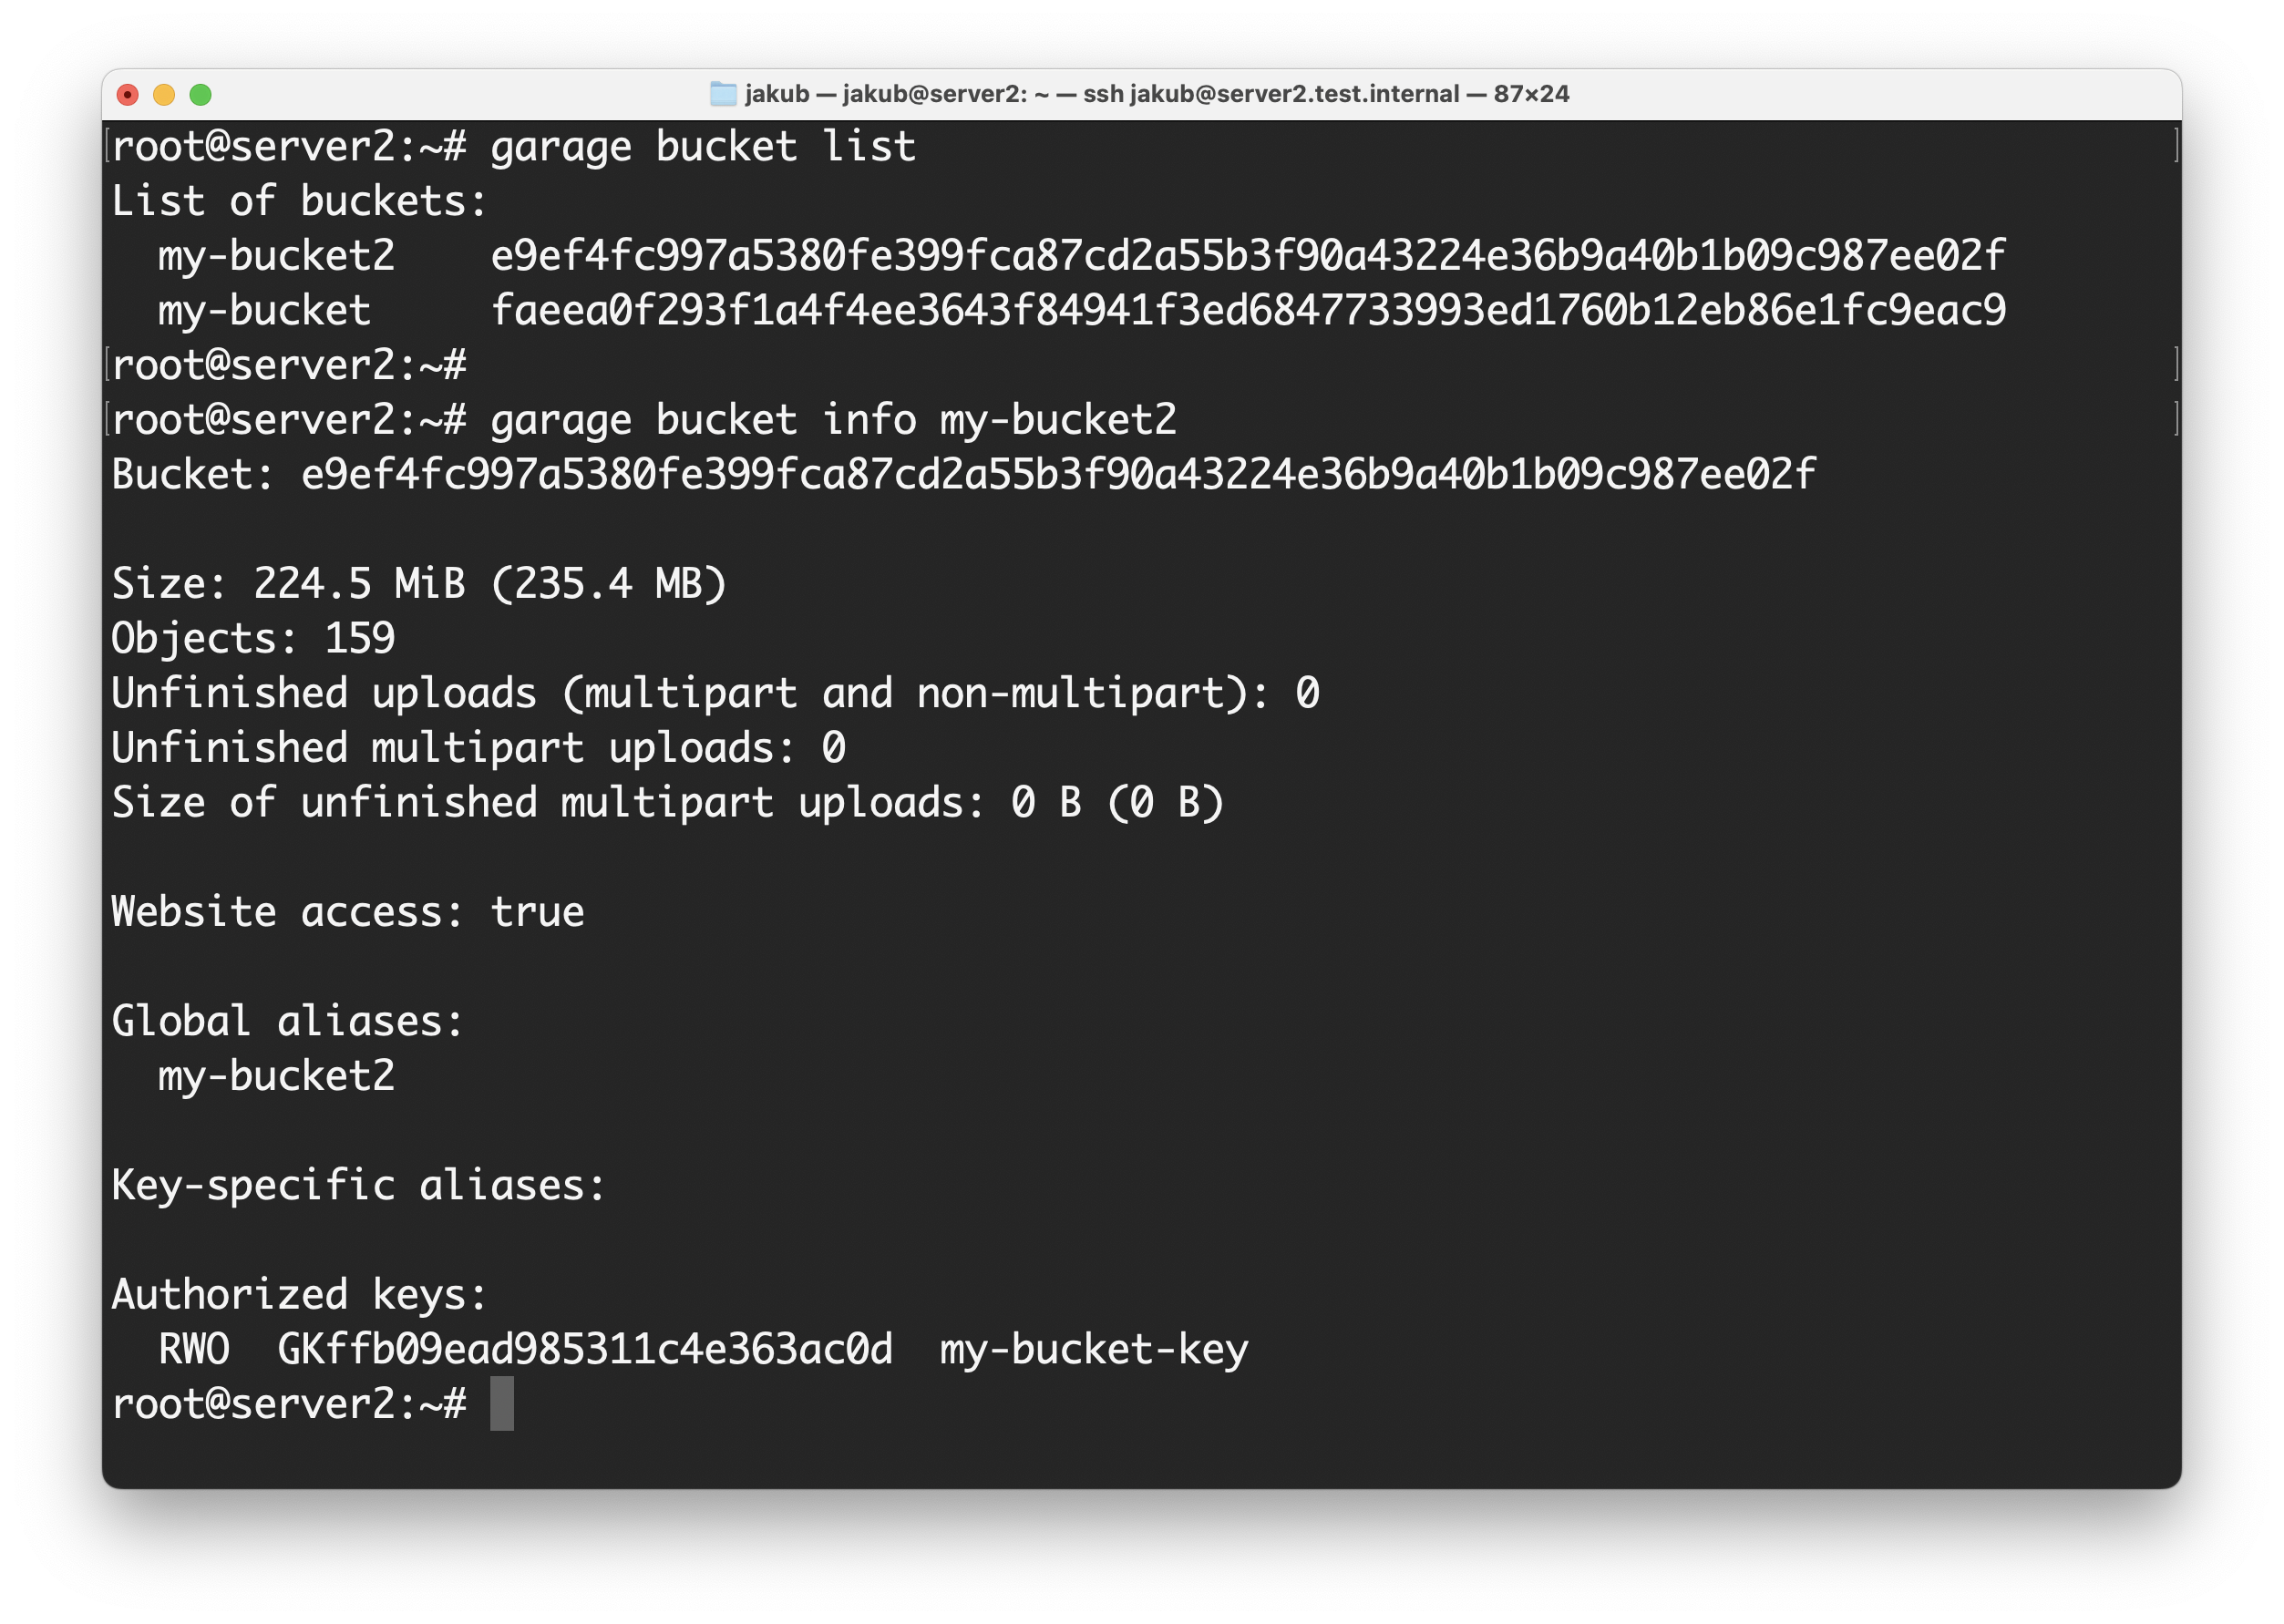 jakub — jakub@server2: ~ — ssh jakub@server2.test.internal — 87×24
[root@server2:~# garage bucket list ]
List of buckets:
  my-bucket2    e9ef4fc997a5380fe399fca87cd2a55b3f90a43224e36b9a40b1b09c987ee02f
  my-bucket     faeea0f293f1a4f4ee3643f84941f3ed6847733993ed1760b12eb86e1fc9eac9
[root@server2:~# ]
[root@server2:~# garage bucket info my-bucket2 ]
Bucket: e9ef4fc997a5380fe399fca87cd2a55b3f90a43224e36b9a40b1b09c987ee02f

Size: 224.5 MiB (235.4 MB)
Objects: 159
Unfinished uploads (multipart and non-multipart): 0
Unfinished multipart uploads: 0
Size of unfinished multipart uploads: 0 B (0 B)

Website access: true

Global aliases:
  my-bucket2

Key-specific aliases:

Authorized keys:
  RWO  GKffb09ead985311c4e363ac0d  my-bucket-key
root@server2:~#